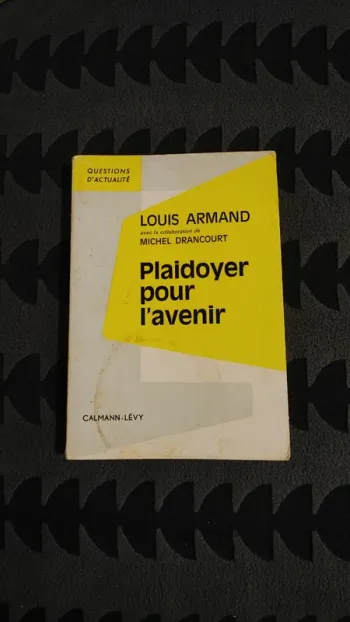 QUESTIONS
D'ACTUALITÉ
LOUIS ARMAND
avec la collaboration de
MICHEL DRANCOURT
Plaidoyer
pour
l'avenir
CALMANN-LÉVY